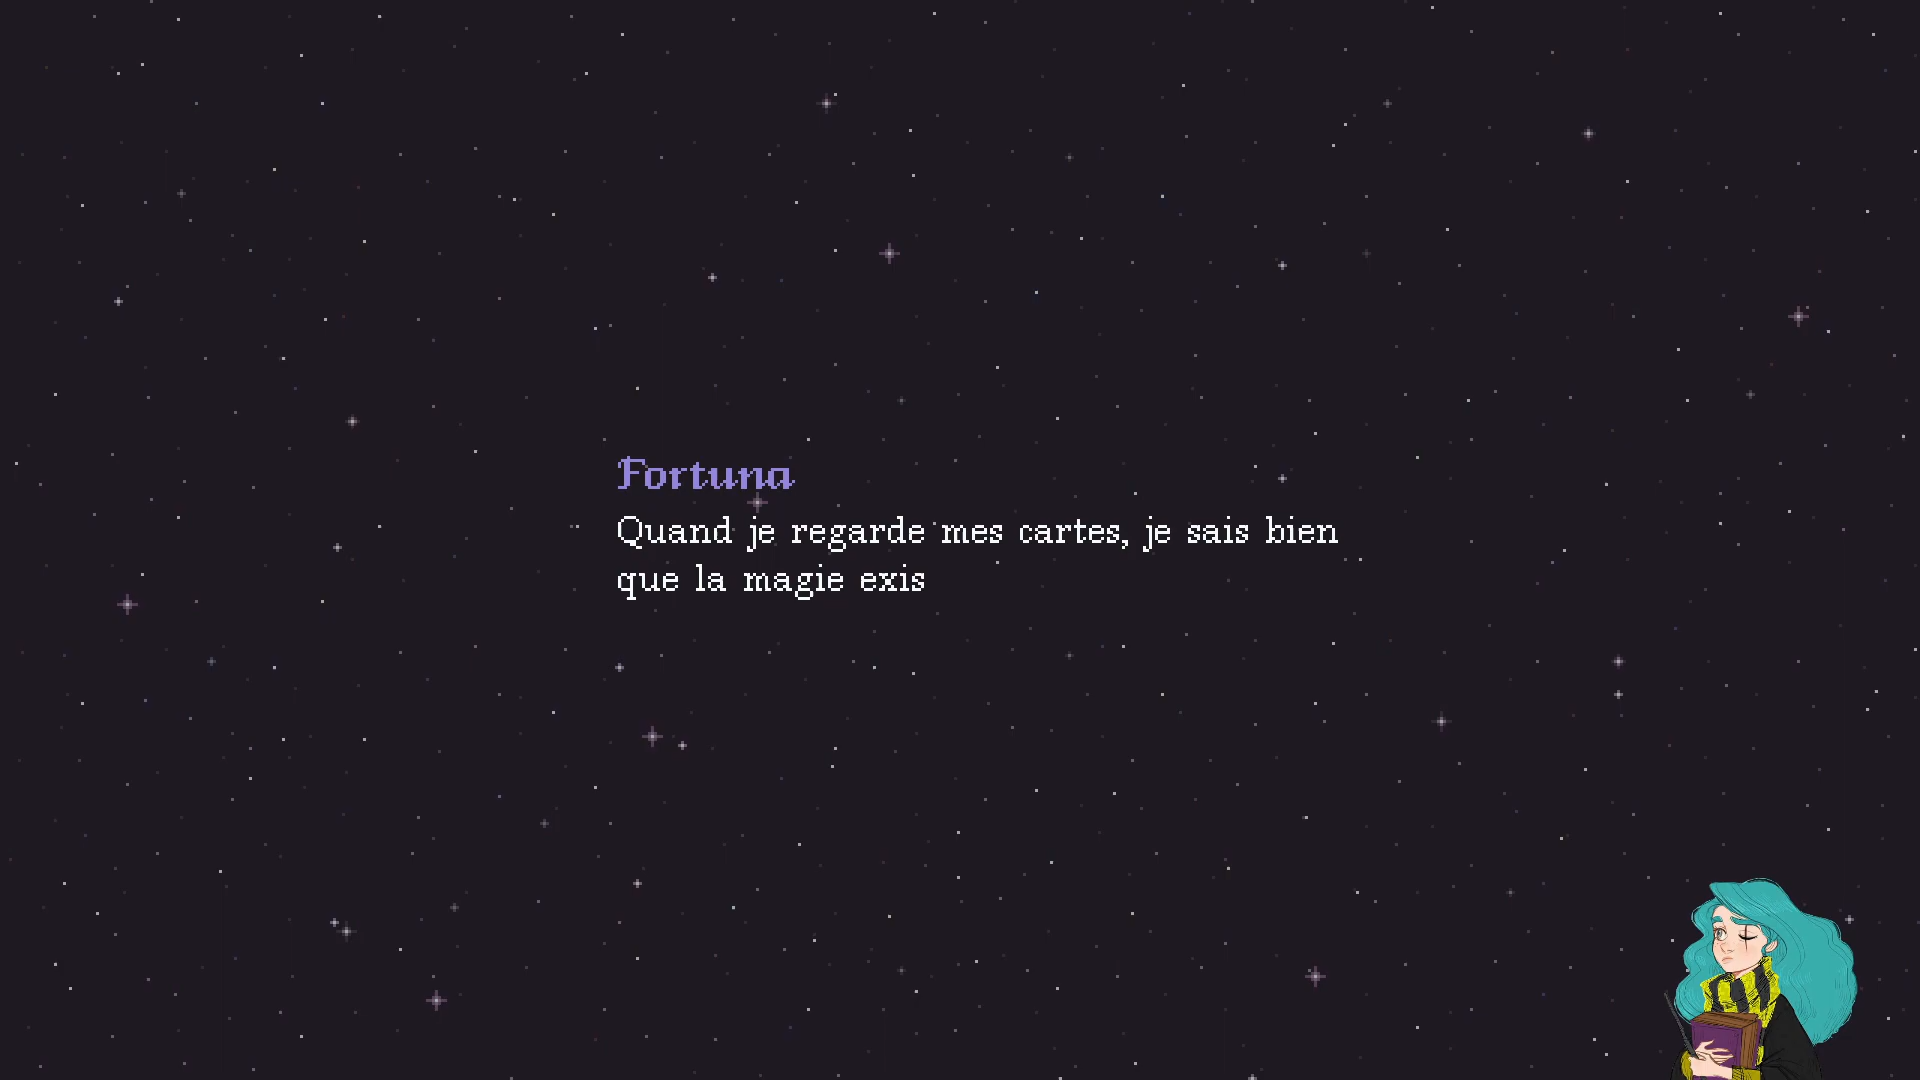 Fortuna
Quand je regarde mes cartes, je sais bien
que la magie exis